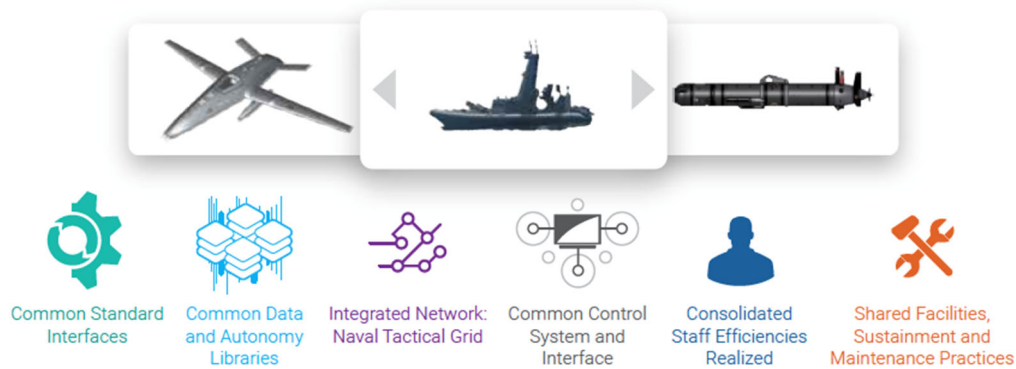 Common Standard
Interfaces
Common Data
and Autonomy
Libraries
Integrated Network:
Naval Tactical Grid
Common Control
System and
Interface
Consolidated
Staff Efficiencies
Realized
Shared Facilities,
Sustainment and
Maintenance Practices